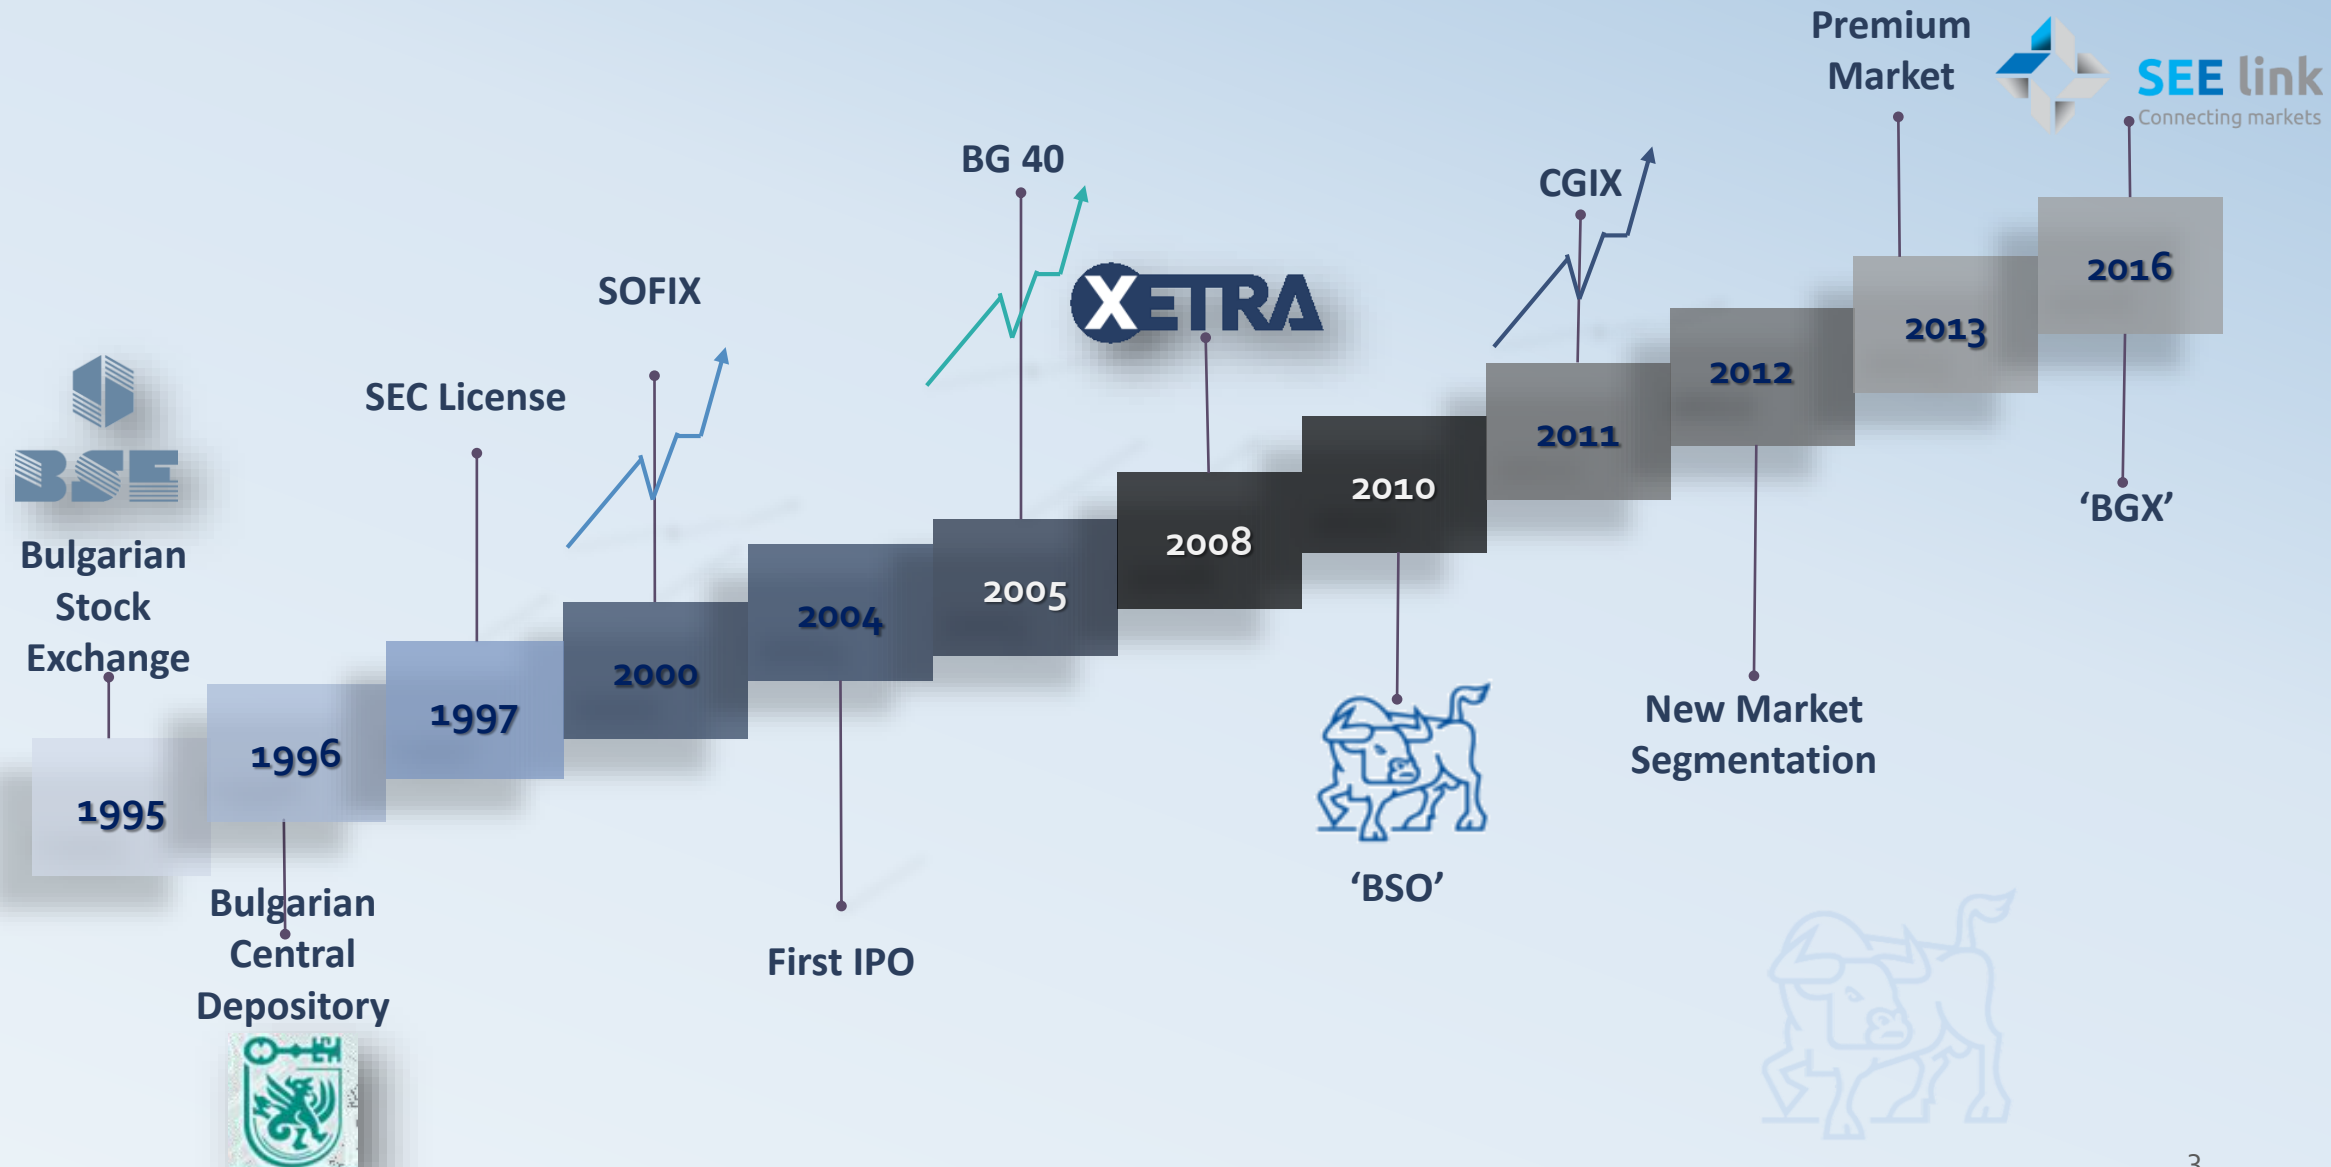 Premium
Market
SEE link
Connecting markets
BG 40
CGIX
SOFIX
XETRA
2016
2013
SEC License
2012
2011
BSE
2010
‘BGX’
2008
Bulgarian
Stock
Exchange
2005
2004
2000
1997
New Market
Segmentation
1996
1995
‘BSO’
Bulgarian
Central
Depository
First IPO
3